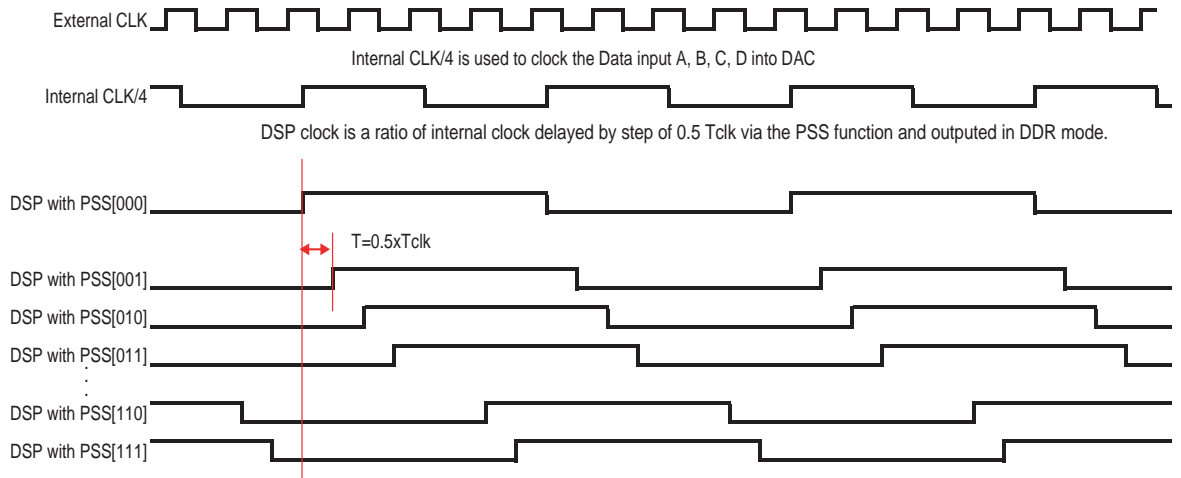 External CLK
Internal CLK/4 is used to clock the Data input A, B, C, D into DAC
Internal CLK/4
DSP clock is a ratio of internal clock delayed by step of 0.5 Tclk via the PSS function and outputed in DDR mode.
DSP with PSS[000]
T=0.5xTclk
DSP with PSS[001]
DSP with PSS[010]
DSP with PSS[011]
.
.
.
DSP with PSS[110]
DSP with PSS[111]